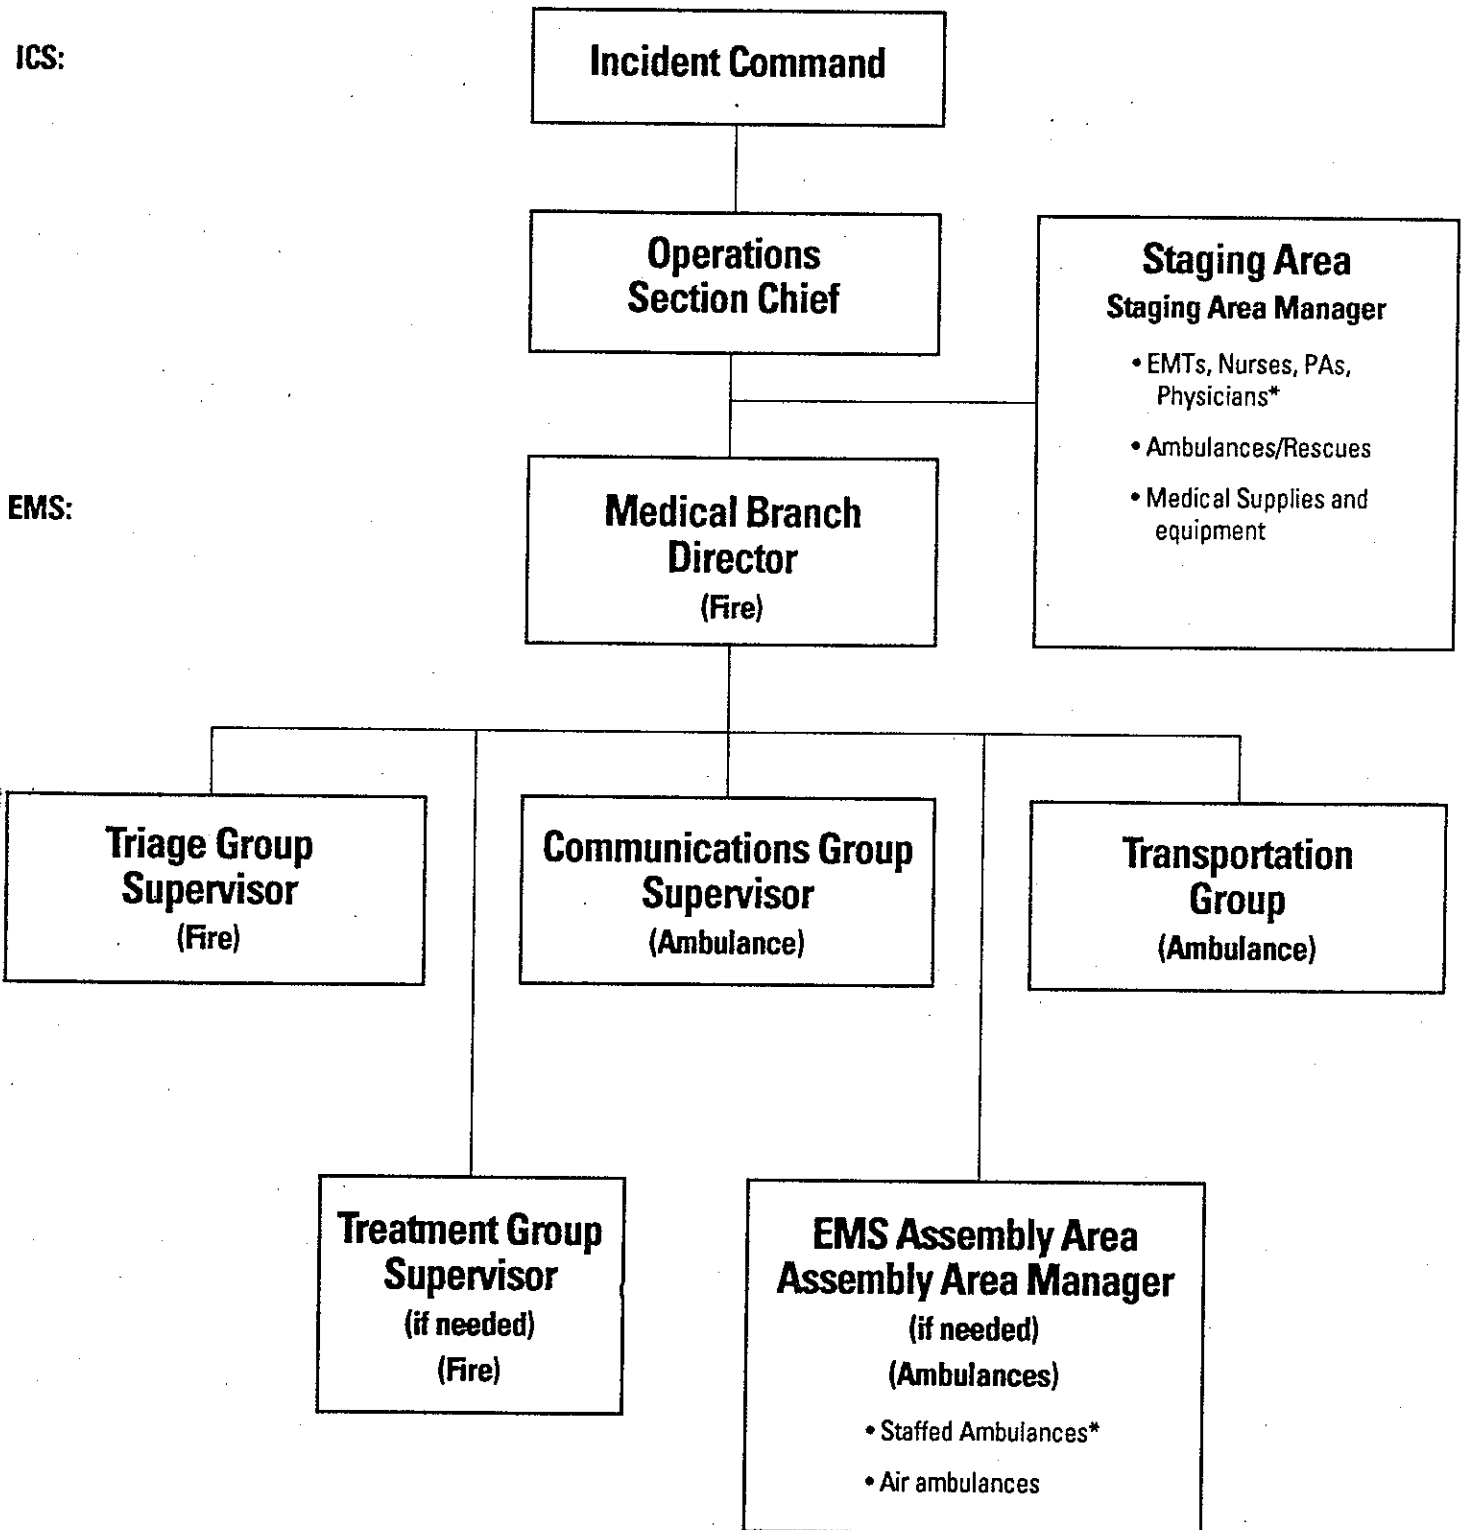 ICS:
Incident Command
Operations
Section Chief
Staging Area
Staging Area Manager
• EMTs, Nurses, PAs,
Physicians*
• Ambulances/Rescues
• Medical Supplies and
equipment
EMS:
Medical Branch
Director
(Fire)
Triage Group
Supervisor
(Fire)
Communications Group
Supervisor
(Ambulance)
Transportation
Group
(Ambulance)
Treatment Group
Supervisor
(if needed)
(Fire)
EMS Assembly Area
Assembly Area Manager
(if needed)
(Ambulances)
• Staffed Ambulances*
• Air ambulances